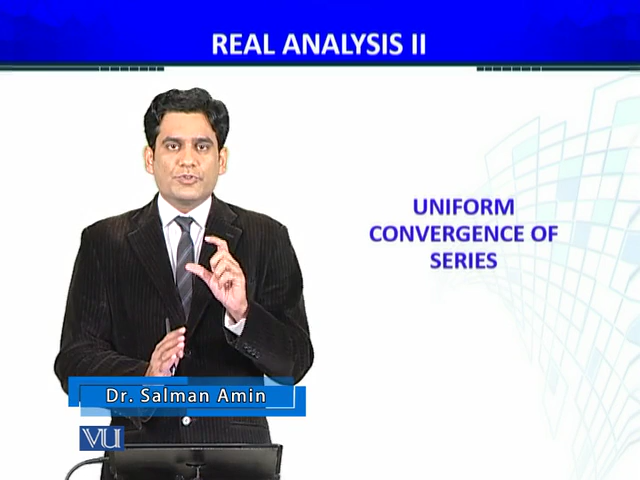 REAL ANALYSIS II
UNIFORM
CONVERGENCE OF
SERIES
Dr. Salman Amin
VU